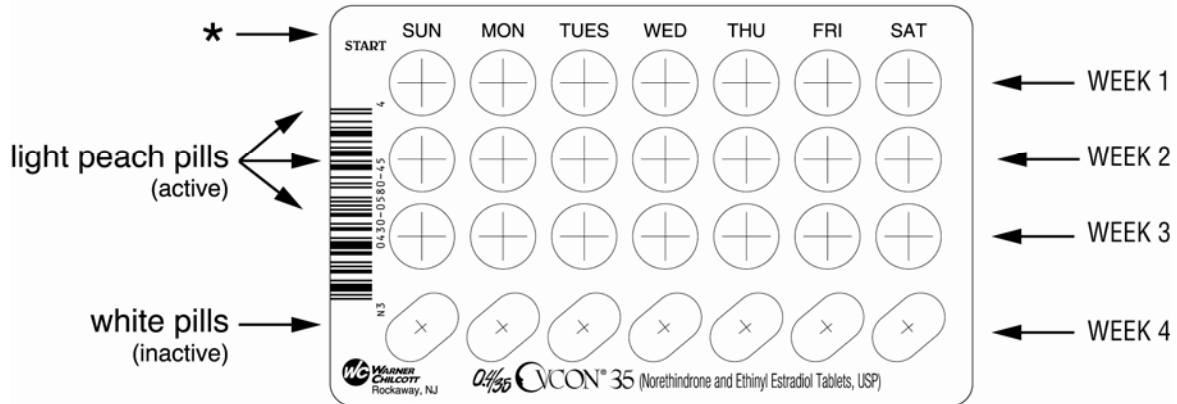 * START SUN MON TUES WED THU FRI SAT
WEEK 1
4
light peach pills
(active)
WEEK 2
0430-0580-45
WEEK 3
N3
white pills
(inactive)
WEEK 4
WC WARNER
CHILCOTT
Rockaway, NJ
0.4/35 OVCON® 35 (Norethindrone and Ethinyl Estradiol Tablets, USP)